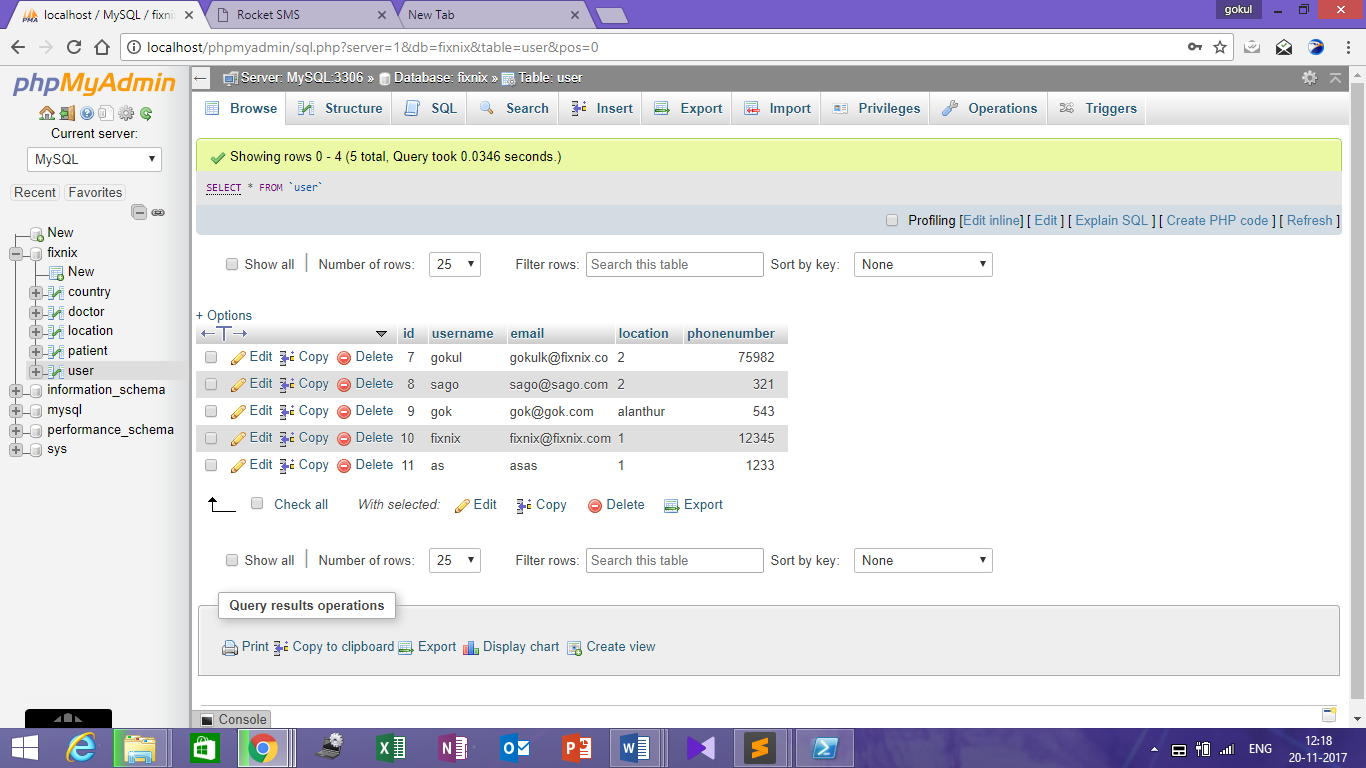 localhost / MySQL / fixni
Rocket SMS
New Tab
gokul
localhost/phpmyadmin/sql.php?server=1&db=fixnix&table=user&pos=0
phpMyAdmin
Current server:
MySQL
Recent Favorites
New
fixnix
New
country
doctor
location
patient
user
information_schema
mysql
performance_schema
sys
Server: MySQL:3306 » Database: fixnix » Table: user
Browse Structure SQL Search Insert Export Import Privileges Operations Triggers
Showing rows 0 - 4 (5 total, Query took 0.0346 seconds.)
SELECT * FROM `user`
Profiling [Edit inline] [ Edit ] [ Explain SQL ] [ Create PHP code ] [ Refresh ]
Show all | Number of rows: 25 Filter rows: Search this table Sort by key: None
+ Options
id username email location phonenumber
Edit Copy Delete 7 gokul gokulk@fixnix.co 2 75982
Edit Copy Delete 8 sago sago@sago.com 2 321
Edit Copy Delete 9 gok gok@gok.com alanthur 543
Edit Copy Delete 10 fixnix fixnix@fixnix.com 1 12345
Edit Copy Delete 11 as asas 1 1233
Check all With selected: Edit Copy Delete Export
Show all | Number of rows: 25 Filter rows: Search this table Sort by key: None
Query results operations
Print Copy to clipboard Export Display chart Create view
Console
ENG
12:18
20-11-2017